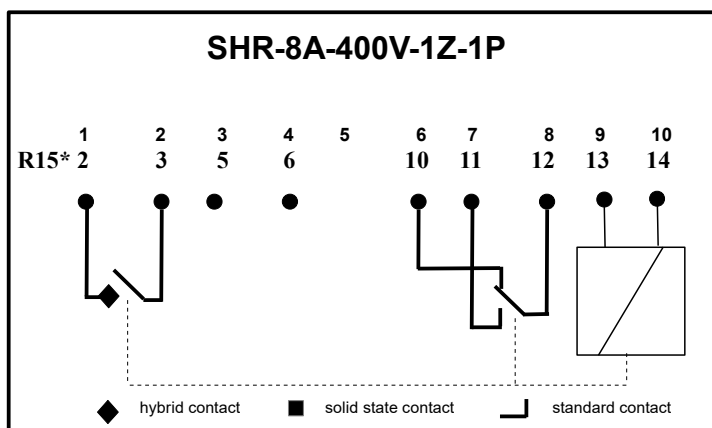 SHR-8A-400V-1Z-1P
1 2 3 4 5 6 7 8 9 10
R15* 2 3 5 6 10 11 12 13 14
hybrid contact solid state contact standard contact